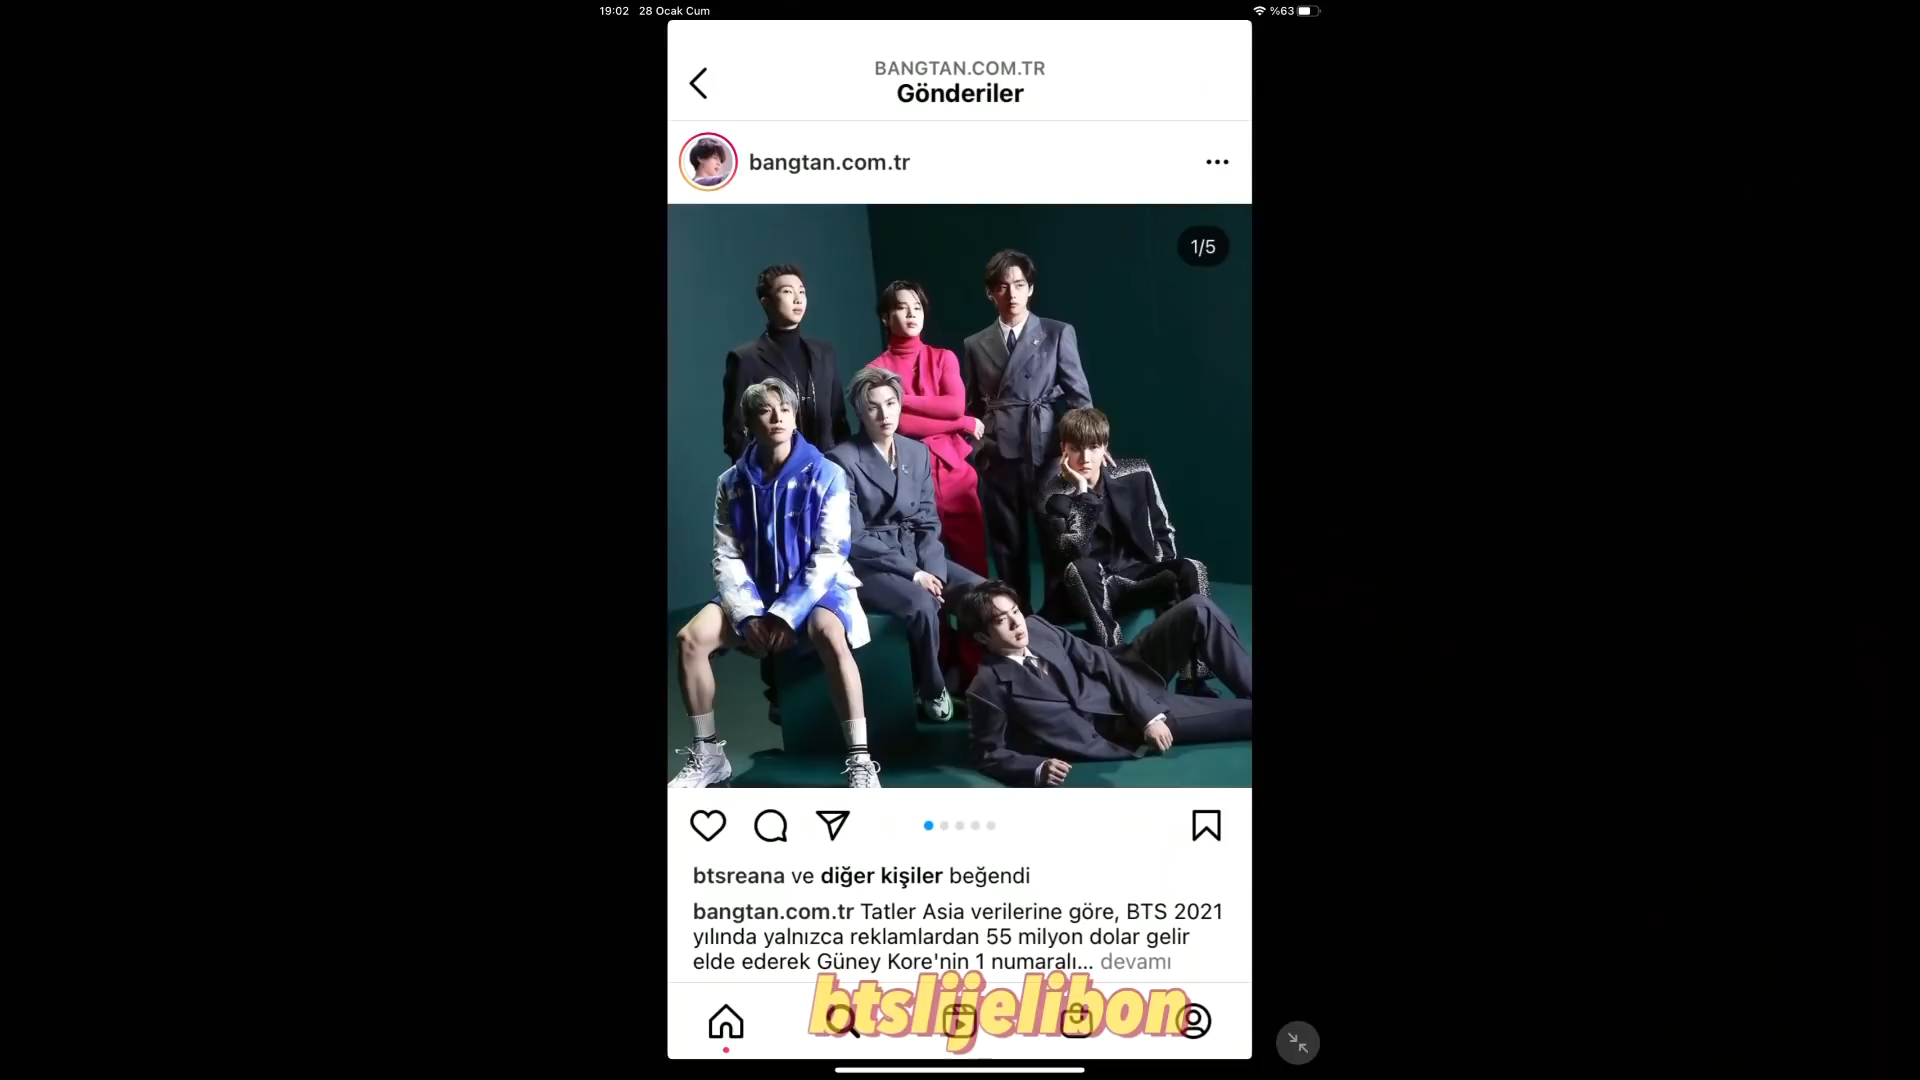 19:02 28 Ocak Cum %63
BANGTAN.COM.TR
Gönderiler
bangtan.com.tr
1/5
btsreana ve diğer kişiler beğendi
bangtan.com.tr Tatler Asia verilerine göre, BTS 2021
yılında yalnızca reklamlardan 55 milyon dolar gelir
elde ederek Güney Kore'nin 1 numaralı... devamı
btslijelibon